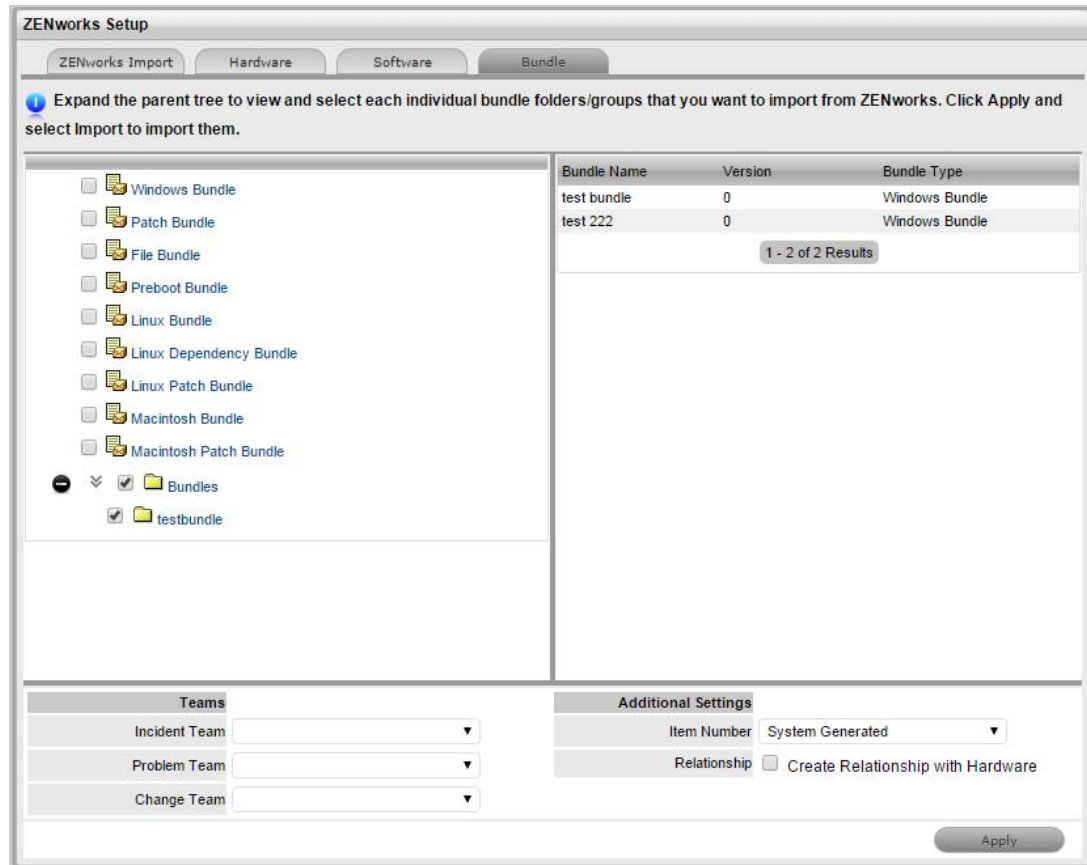 ZENworks Setup
ZENworks Import Hardware Software Bundle
Expand the parent tree to view and select each individual bundle folders/groups that you want to import from ZENworks. Click Apply and
select Import to import them.
Windows Bundle
Patch Bundle
File Bundle
Preboot Bundle
Linux Bundle
Linux Dependency Bundle
Linux Patch Bundle
Macintosh Bundle
Macintosh Patch Bundle
Bundles
testbundle
Bundle Name Version Bundle Type
test bundle 0 Windows Bundle
test 222 0 Windows Bundle
1 - 2 of 2 Results
Teams
Incident Team
Problem Team
Change Team
Additional Settings
Item Number System Generated
Relationship Create Relationship with Hardware
Apply